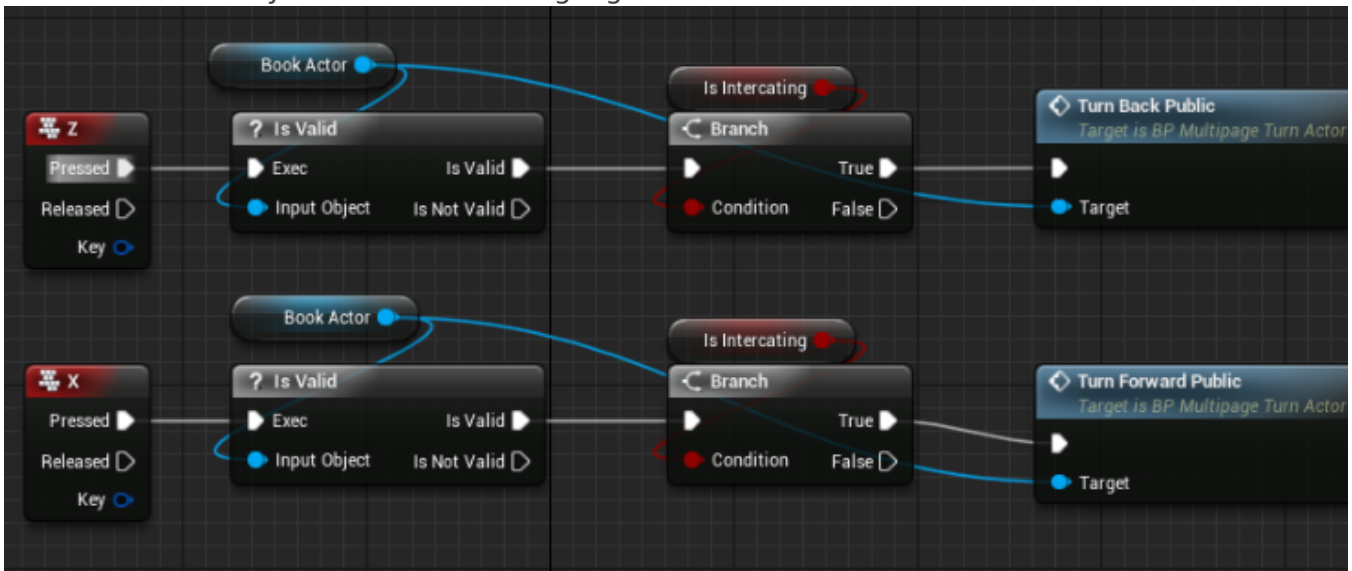 Book Actor
Is Intercating
Z
? Is Valid
Branch
Turn Back Public
Target is BP Multipage Turn Actor
Pressed
Exec
Is Valid
True
Released
Input Object
Is Not Valid
Condition
False
Target
Key
Book Actor
Is Intercating
X
? Is Valid
Branch
Turn Forward Public
Target is BP Multipage Turn Actor
Pressed
Exec
Is Valid
True
Released
Input Object
Is Not Valid
Condition
False
Target
Key